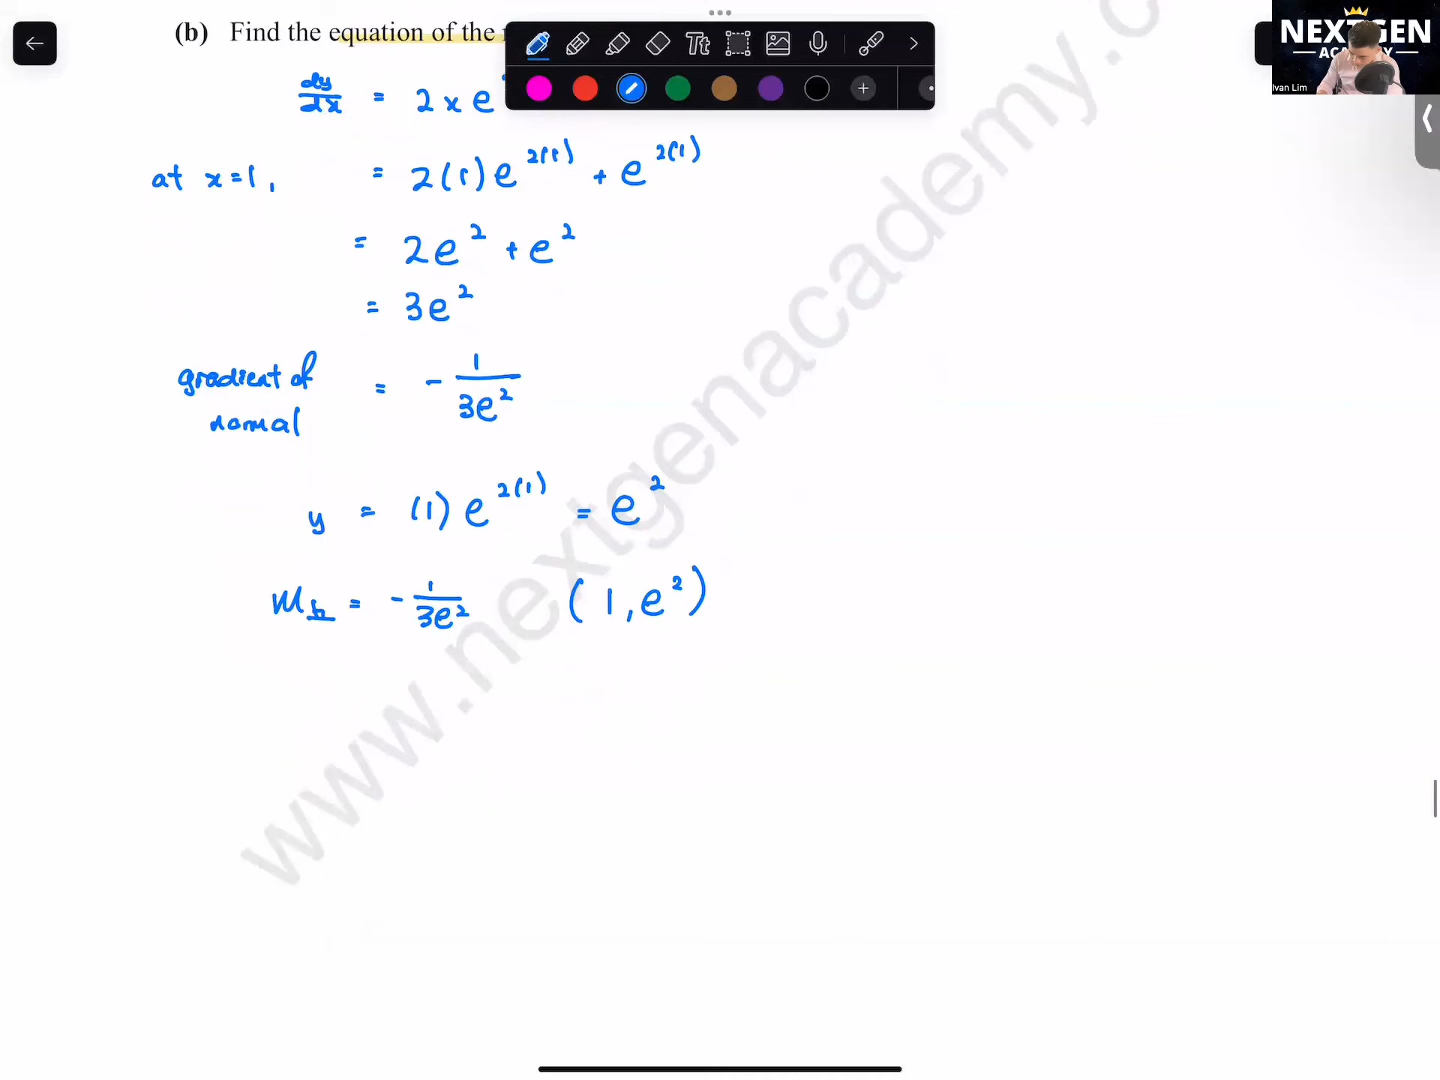 (b) Find the equation of the
NEXTGEN
ACADEMY
Ivan Lim
Tt
dy/dx = 2xe
at x=1, = 2(1)e^2(1) + e^2(1)
= 2e^2 + e^2
= 3e^2
gradient of normal = - 1/3e^2
y = (1)e^2(1) = e^2
m = - 1/3e^2 (1, e^2)
www.nextgenacademy.c